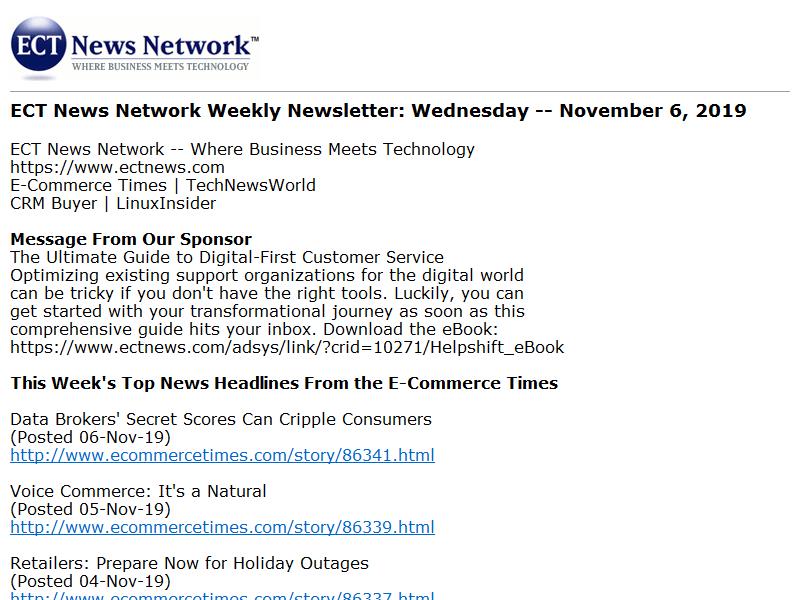 ECT News Network™
WHERE BUSINESS MEETS TECHNOLOGY
ECT News Network Weekly Newsletter: Wednesday -- November 6, 2019
ECT News Network -- Where Business Meets Technology
https://www.ectnews.com
E-Commerce Times | TechNewsWorld
CRM Buyer | LinuxInsider
Message From Our Sponsor
The Ultimate Guide to Digital-First Customer Service
Optimizing existing support organizations for the digital world
can be tricky if you don't have the right tools. Luckily, you can
get started with your transformational journey as soon as this
comprehensive guide hits your inbox. Download the eBook:
https://www.ectnews.com/adsys/link/?crid=10271/Helpshift_eBook
This Week's Top News Headlines From the E-Commerce Times
Data Brokers' Secret Scores Can Cripple Consumers
(Posted 06-Nov-19)
http://www.ecommercetimes.com/story/86341.html
Voice Commerce: It's a Natural
(Posted 05-Nov-19)
http://www.ecommercetimes.com/story/86339.html
Retailers: Prepare Now for Holiday Outages
(Posted 04-Nov-19)
http://www.ecommercetimes.com/story/86337.html